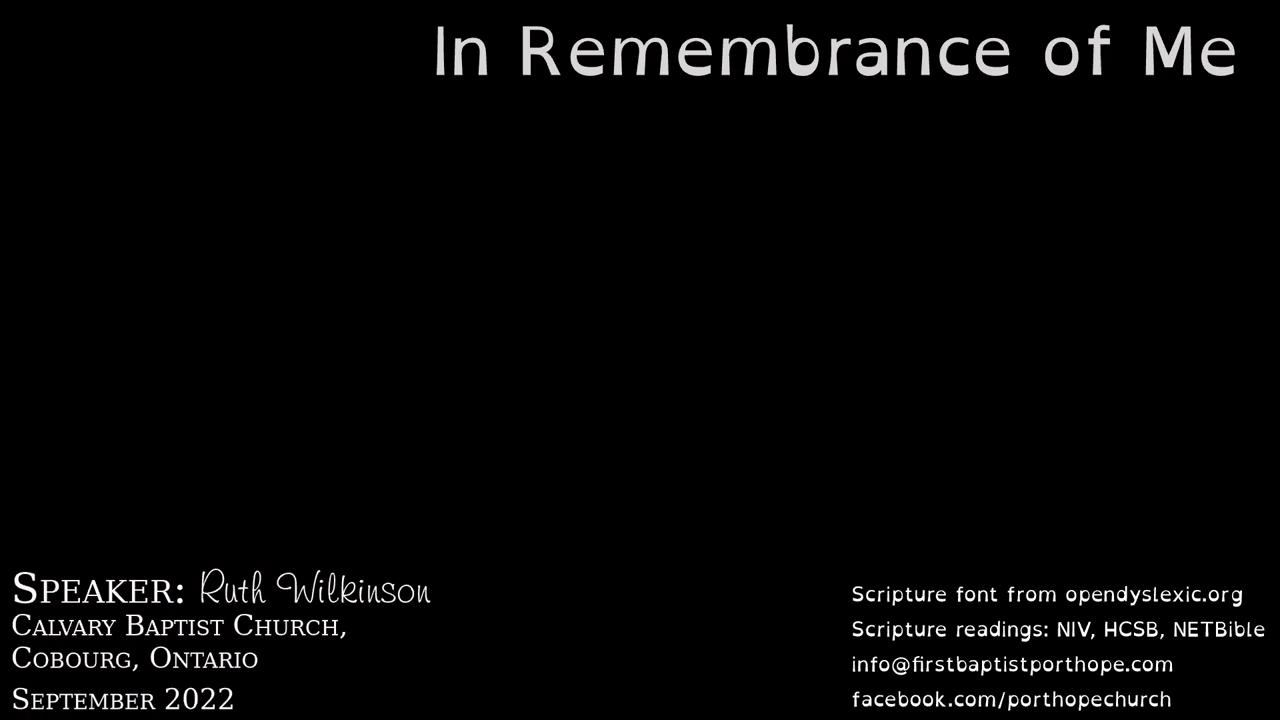 In Remembrance of Me
Speaker: Ruth Wilkinson
Calvary Baptist Church,
Cobourg, Ontario
September 2022
Scripture font from opendyslexic.org
Scripture readings: NIV, HCSB, NETBible
info@firstbaptistporthope.com
facebook.com/porthopechurch